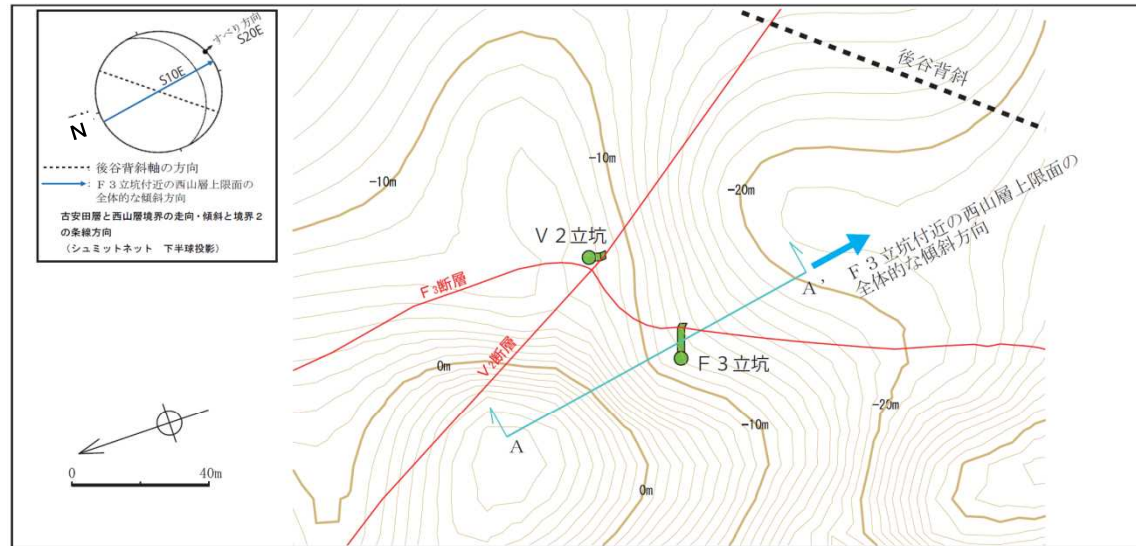 すべり方向
S20E
S10E
N
後谷背斜軸の方向
F3立坑付近の西山層上限面の
全体的な傾斜方向
古安田層と西山層境界の走向・傾斜と境界2
の条線方向
(シュミットネット 下半球投影)
0 40m
後谷背斜
-10m
-10m
-20m
V2立坑
F3断層
V2断層
F3立坑付近の西山層上限面の
全体的な傾斜方向
A'
F3立坑
0m
-10m
-20m
A
0m